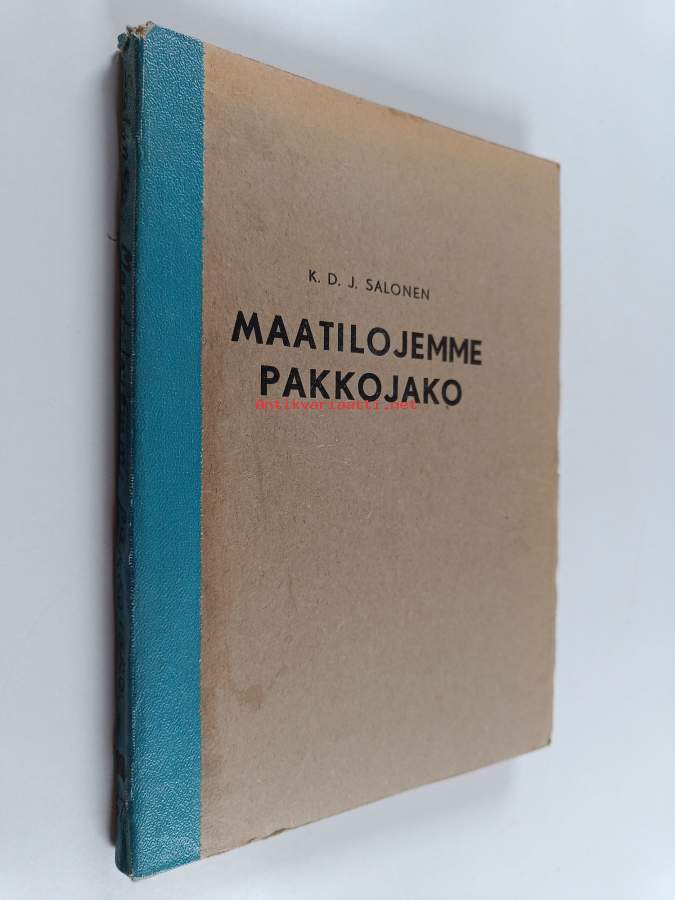 K. D. J. SALONEN
MAATILOJEMME
PAKKOJAKO
antikvariaatti.net